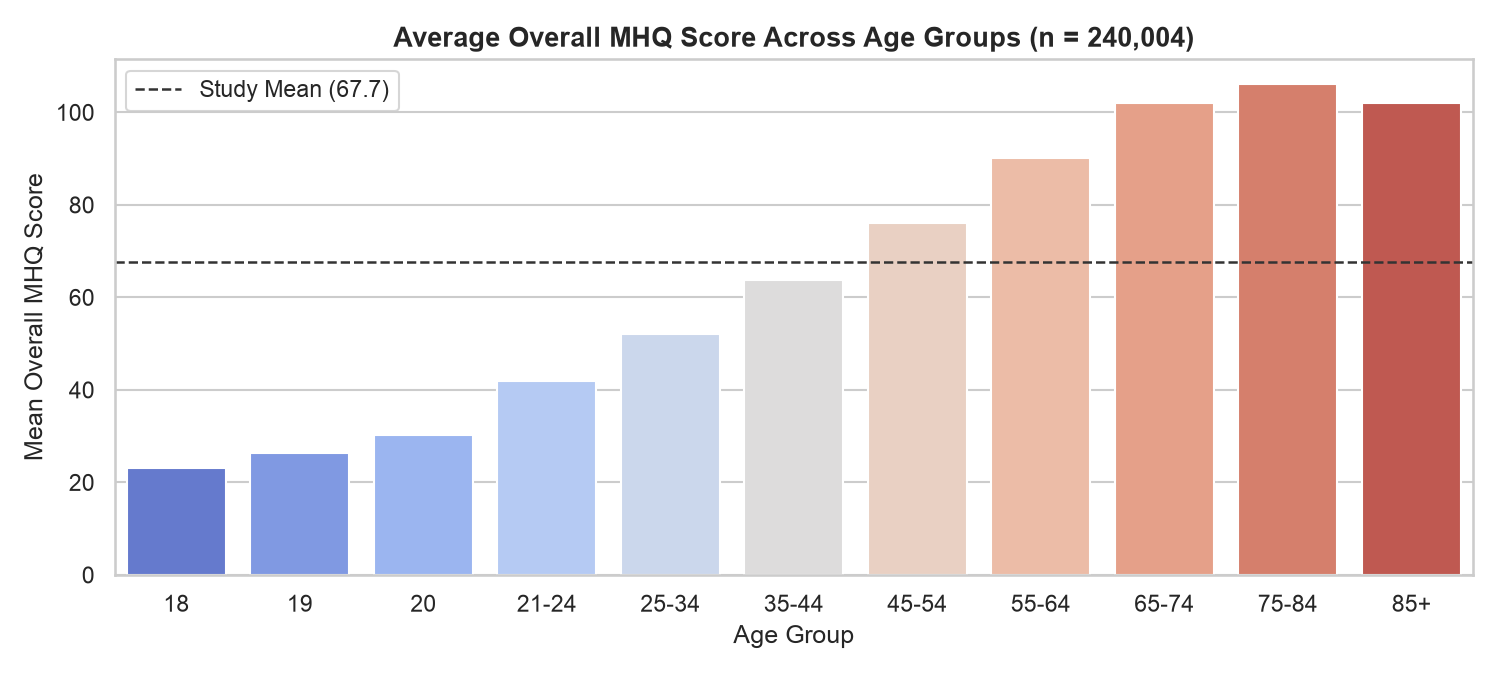 Average Overall MHQ Score Across Age Groups (n = 240,004)
Study Mean (67.7)
Mean Overall MHQ Score
100
80
60
40
20
0
18 19 20 21-24 25-34 35-44 45-54 55-64 65-74 75-84 85+
Age Group